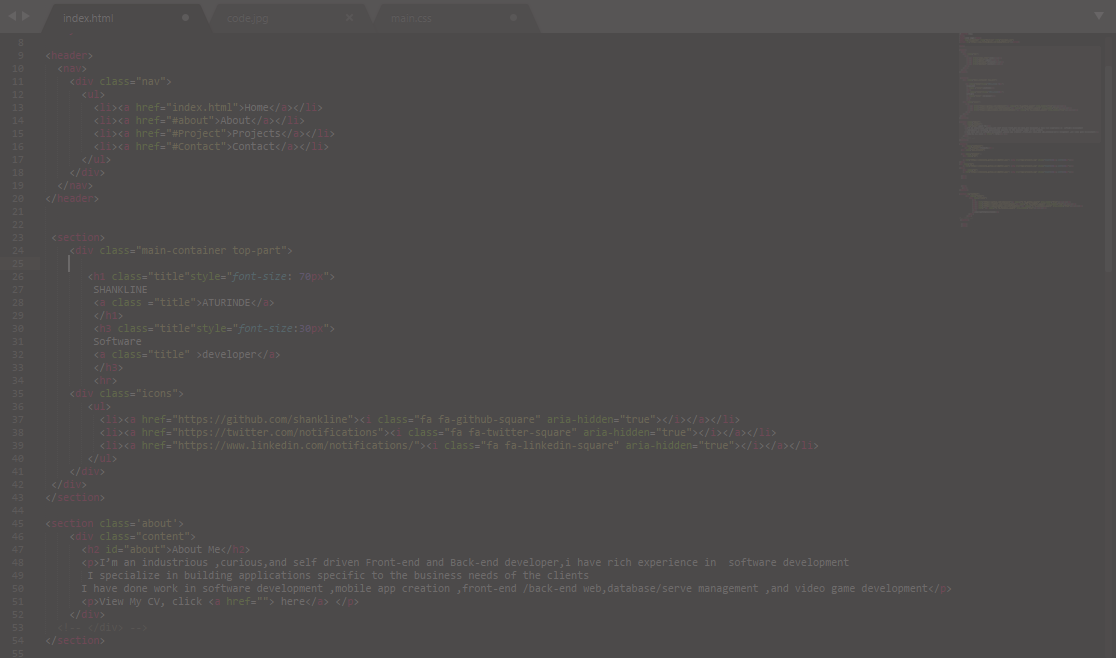 index.html
code.jpg
main.css
8
9 <header>
10 <nav>
11 <div class="nav">
12 <ul>
13 <li><a href="index.html">Home</a></li>
14 <li><a href="#about">About</a></li>
15 <li><a href="#Project">Projects</a></li>
16 <li><a href="#Contact">Contact</a></li>
17 </ul>
18 </div>
19 </nav>
20 </header>
21
22
23 <section>
24 <div class="main-container top-part">
25
26 <h1 class="title"style="font-size: 70px">
27 SHANKLINE
28 <a class ="title">ATURINDE</a>
29 </h1>
30 <h3 class="title"style="font-size:30px">
31 Software
32 <a class="title" >developer</a>
33 </h3>
34 <hr>
35 <div class="icons">
36 <ul>
37 <li><a href="https://github.com/shankline"><i class="fa fa-github-square" aria-hidden="true"></i></a></li>
38 <li><a href="https://twitter.com/notifications"><i class="fa fa-twitter-square" aria-hidden="true"></i></a></li>
39 <li><a href="https://www.linkedin.com/notifications/"><i class="fa fa-linkedin-square" aria-hidden="true"></i></a></li>
40 </ul>
41 </div>
42 </div>
43 </section>
44
45 <section class='about'>
46 <div class="content">
47 <h2 id="about">About Me</h2>
48 <p>I'm an industrious ,curious,and self driven Front-end and Back-end developer,i have rich experience in  software development
49 I specialize in building applications specific to the business needs of the clients
50 I have done work in software development ,mobile app creation ,front-end /back-end web,database/serve management ,and video game development</p>
51 <p>View My CV, click <a href=""> here</a> </p>
52 </div>
53 <!-- </div> -->
54 </section>
55